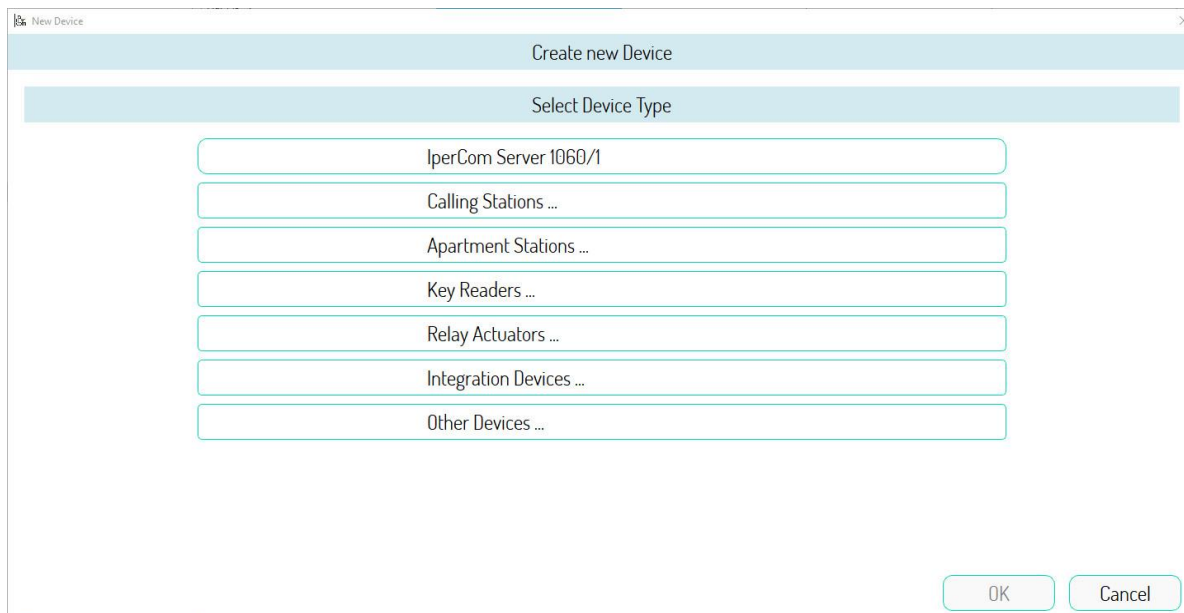 New Device
Create new Device
Select Device Type
IperCom Server 1060/1
Calling Stations ...
Apartment Stations ...
Key Readers ...
Relay Actuators ...
Integration Devices ...
Other Devices ...
OK
Cancel